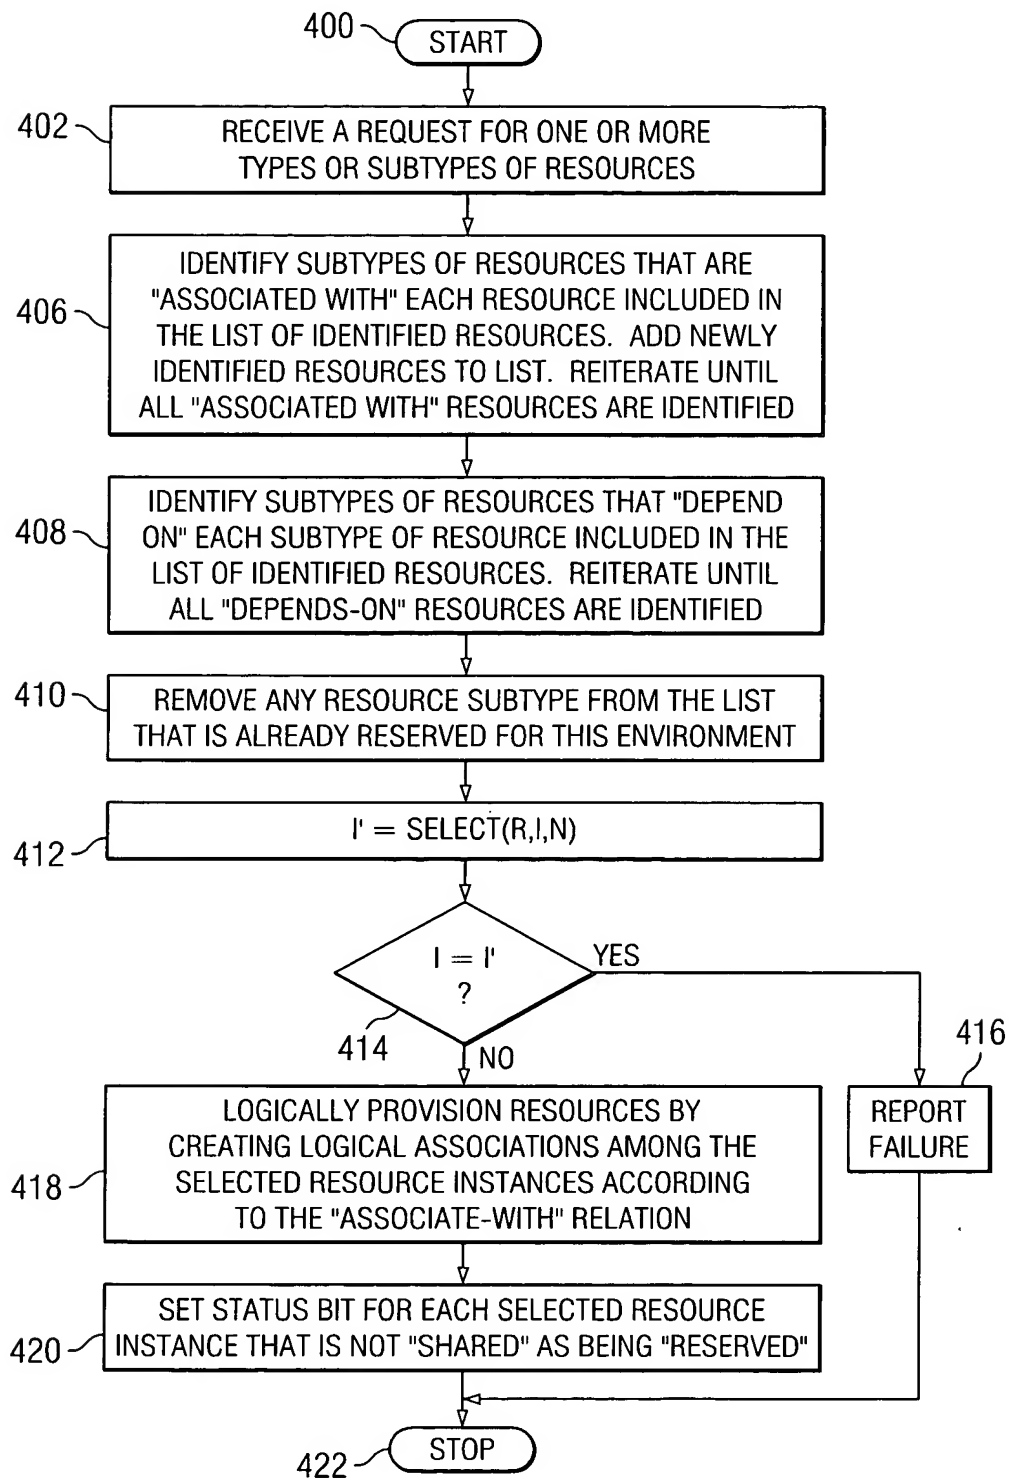 400
START
402
RECEIVE A REQUEST FOR ONE OR MORE
TYPES OR SUBTYPES OF RESOURCES
406
IDENTIFY SUBTYPES OF RESOURCES THAT ARE
"ASSOCIATED WITH" EACH RESOURCE INCLUDED IN
THE LIST OF IDENTIFIED RESOURCES. ADD NEWLY
IDENTIFIED RESOURCES TO LIST. REITERATE UNTIL
ALL "ASSOCIATED WITH" RESOURCES ARE IDENTIFIED
408
IDENTIFY SUBTYPES OF RESOURCES THAT "DEPEND
ON" EACH SUBTYPE OF RESOURCE INCLUDED IN THE
LIST OF IDENTIFIED RESOURCES. REITERATE UNTIL
ALL "DEPENDS-ON" RESOURCES ARE IDENTIFIED
410
REMOVE ANY RESOURCE SUBTYPE FROM THE LIST
THAT IS ALREADY RESERVED FOR THIS ENVIRONMENT
412
I' = SELECT(R,I,N)
I = I'
?
YES
414
NO
416
REPORT
FAILURE
418
LOGICALLY PROVISION RESOURCES BY
CREATING LOGICAL ASSOCIATIONS AMONG THE
SELECTED RESOURCE INSTANCES ACCORDING
TO THE "ASSOCIATE-WITH" RELATION
420
SET STATUS BIT FOR EACH SELECTED RESOURCE
INSTANCE THAT IS NOT "SHARED" AS BEING "RESERVED"
STOP
422